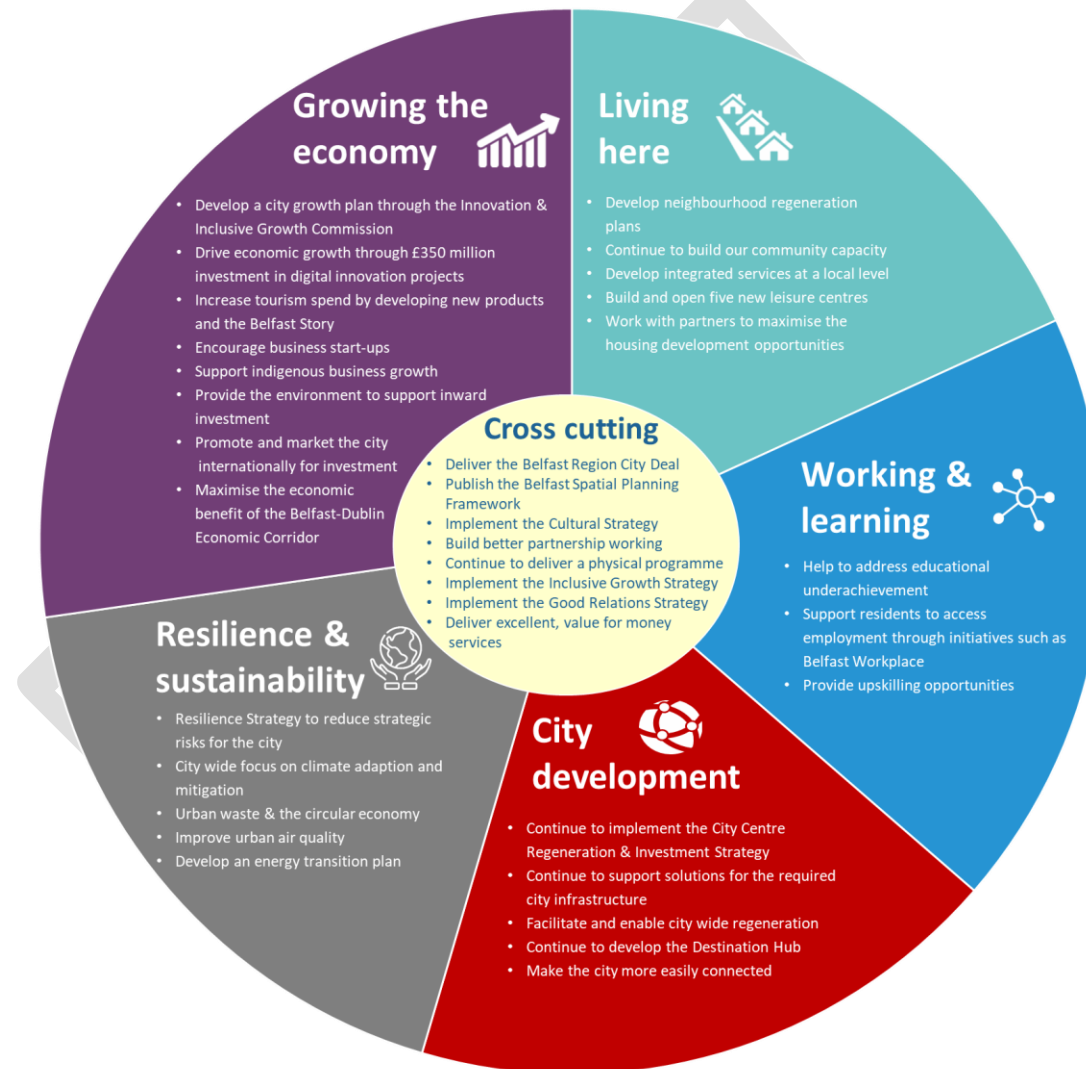 Growing the
economy
• Develop a city growth plan through the Innovation &
Inclusive Growth Commission
• Drive economic growth through £350 million
investment in digital innovation projects
• Increase tourism spend by developing new products
and the Belfast Story
• Encourage business start-ups
• Support indigenous business growth
• Provide the environment to support inward
investment
• Promote and market the city
internationally for investment
• Maximise the economic
benefit of the Belfast-Dublin
Economic Corridor
Living
here
• Develop neighbourhood regeneration
plans
• Continue to build our community capacity
• Develop integrated services at a local level
• Build and open five new leisure centres
• Work with partners to maximise the
housing development opportunities
Cross cutting
• Deliver the Belfast Region City Deal
• Publish the Belfast Spatial Planning
Framework
• Implement the Cultural Strategy
• Build better partnership working
• Continue to deliver a physical programme
• Implement the Inclusive Growth Strategy
• Implement the Good Relations Strategy
• Deliver excellent, value for money
services
Working &
learning
• Help to address educational
underachievement
• Support residents to access
employment through initiatives such as
Belfast Workplace
• Provide upskilling opportunities
Resilience &
sustainability
• Resilience Strategy to reduce strategic
risks for the city
• City wide focus on climate adaption and
mitigation
• Urban waste & the circular economy
• Improve urban air quality
• Develop an energy transition plan
City
development
• Continue to implement the City Centre
Regeneration & Investment Strategy
• Continue to support solutions for the required
city infrastructure
• Facilitate and enable city wide regeneration
• Continue to develop the Destination Hub
• Make the city more easily connected